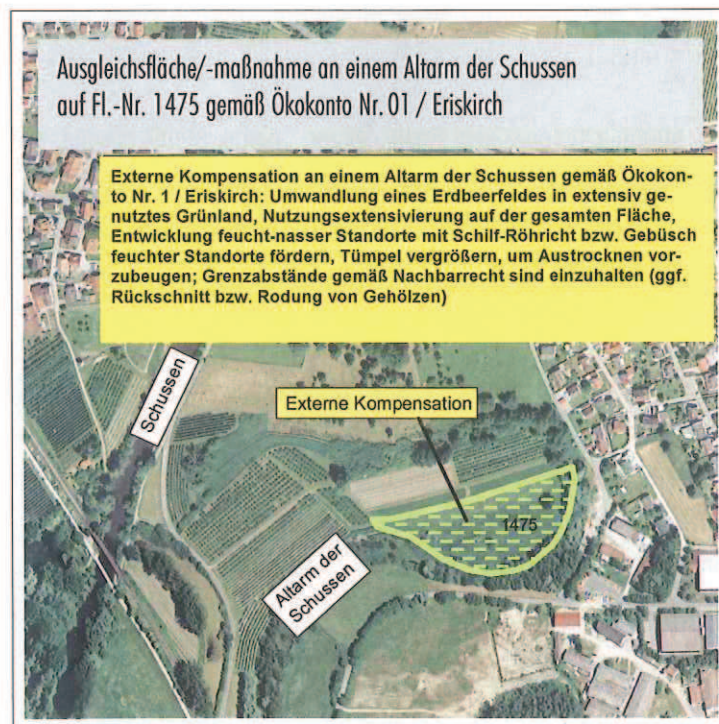 Ausgleichsfläche/-maßnahme an einem Altarm der Schussen
auf Fl.-Nr. 1475 gemäß Ökokonto Nr. 01 / Eriskirch
Externe Kompensation an einem Altarm der Schussen gemäß Ökokon-
to Nr. 1 / Eriskirch: Umwandlung eines Erdbeerfeldes in extensiv ge-
nutztes Grünland, Nutzungsextensivierung auf der gesamten Fläche,
Entwicklung feucht-nasser Standorte mit Schilf-Röhricht bzw. Gebüsch
feuchter Standorte fördern, Tümpel vergrößern, um Austrocknen vor-
zubeugen; Grenzabstände gemäß Nachbarrecht sind einzuhalten (ggf.
Rückschnitt bzw. Rodung von Gehölzen)
Schussen
Externe Kompensation
1475
Altarm der
Schussen